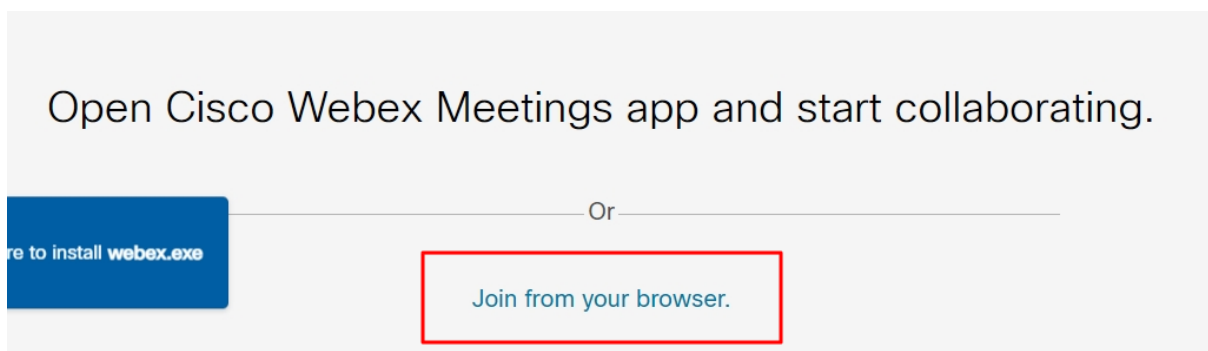 Open Cisco Webex Meetings app and start collaborating.
Or
re to install webex.exe
Join from your browser.